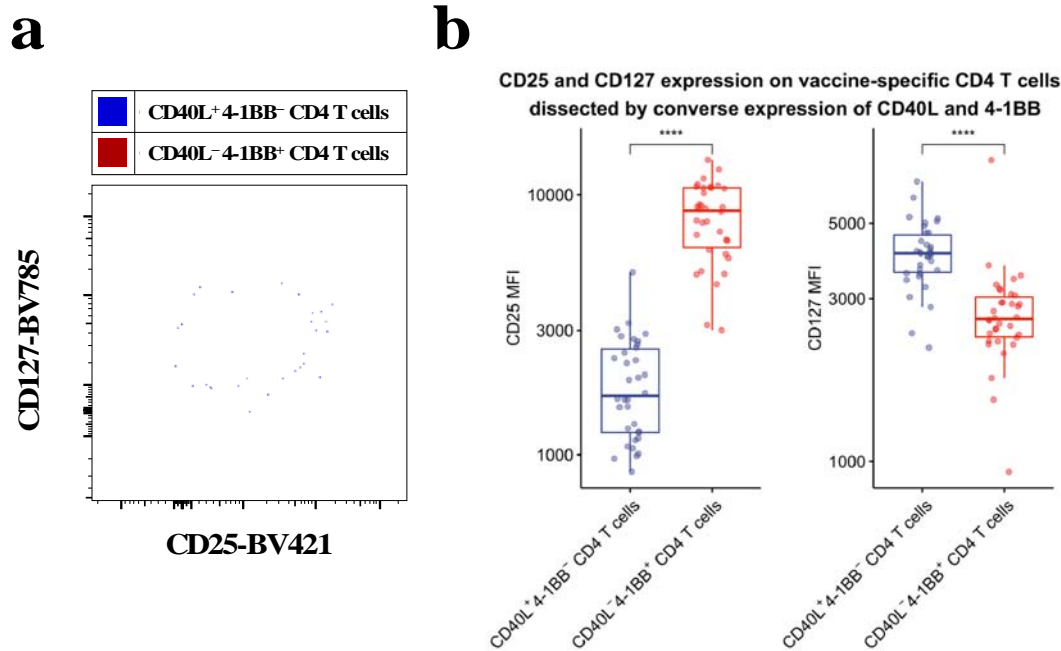 a
CD40L⁺ 4-1BB⁻ CD4 T cells
CD40L⁻ 4-1BB⁺ CD4 T cells
CD127-BV785
CD25-BV421
b
CD25 and CD127 expression on vaccine-specific CD4 T cells
dissected by converse expression of CD40L and 4-1BB
****
10000
3000
1000
CD25 MFI
CD40L⁺4-1BB⁻ CD4 T cells
CD40L⁻4-1BB⁺ CD4 T cells
****
5000
3000
1000
CD127 MFI
CD40L⁺4-1BB⁻ CD4 T cells
CD40L⁻4-1BB⁺ CD4 T cells